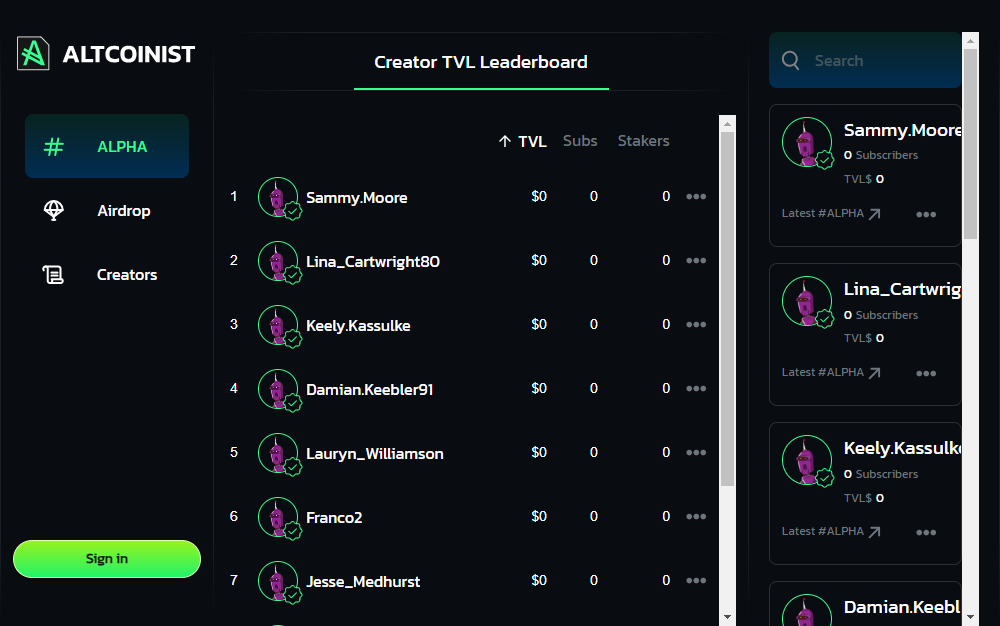 ALTCOINIST
ALPHA
Airdrop
Creators
Sign in
Creator TVL Leaderboard
TVL Subs Stakers
1 Sammy.Moore $0 0 0
2 Lina_Cartwright80 $0 0 0
3 Keely.Kassulke $0 0 0
4 Damian.Keebler91 $0 0 0
5 Lauryn_Williamson $0 0 0
6 Franco2 $0 0 0
7 Jesse_Medhurst $0 0 0
Search
Sammy.Moore
0 Subscribers
TVL$ 0
Latest #ALPHA
Lina_Cartwrig
0 Subscribers
TVL$ 0
Latest #ALPHA
Keely.Kassulk
0 Subscribers
TVL$ 0
Latest #ALPHA
Damian.Keebl